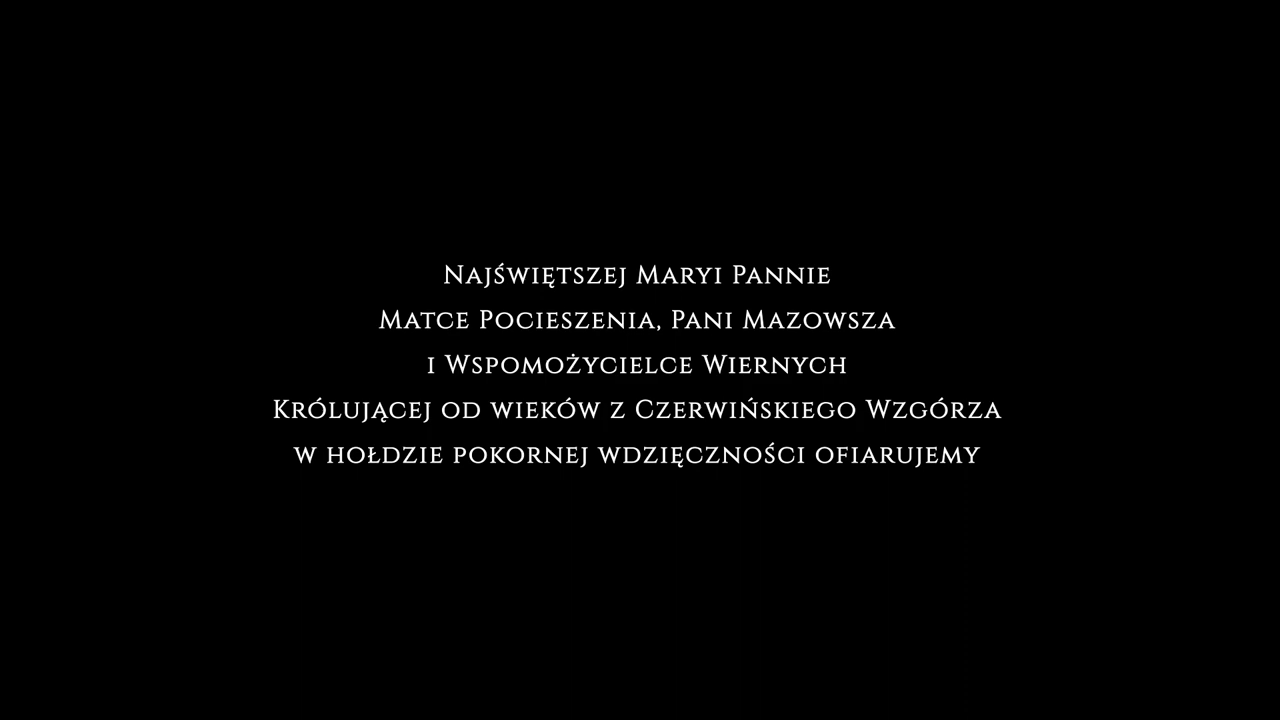 Najświętszej Maryi Pannie
Matce Pocieszenia, Pani Mazowsza
i Wspomożycielce Wiernych
Królującej od wieków z Czerwińskiego Wzgórza
w hołdzie pokornej wdzięczności ofiarujemy